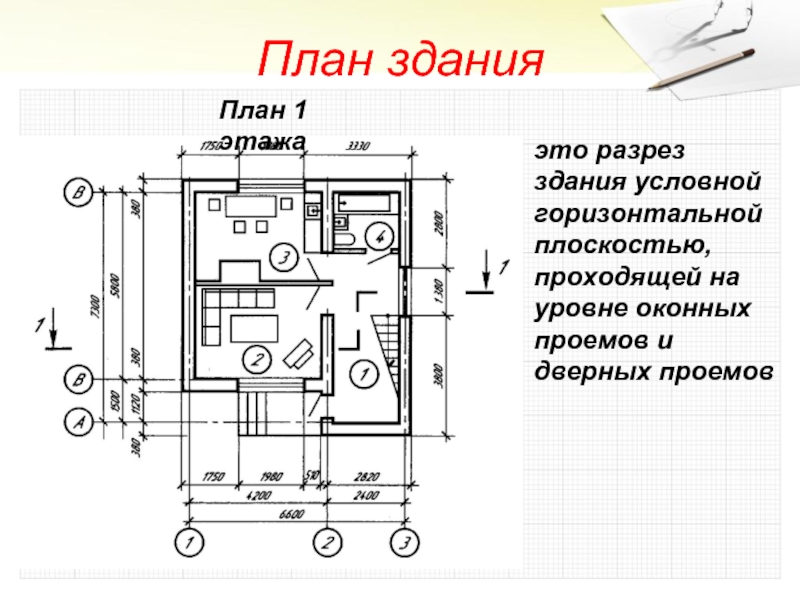 План здания
План 1
этажа
это разрез
здания условной
горизонтальной
плоскостью,
проходящей на
уровне оконных
проемов и
дверных проемов
1750
3330
В
380
5800
7300
380
В
1500
1120
А
380
2800
1380
3800
1
1
3
4
2
1
1750 1980 510 2820
4200 2400
6600
1 2 3